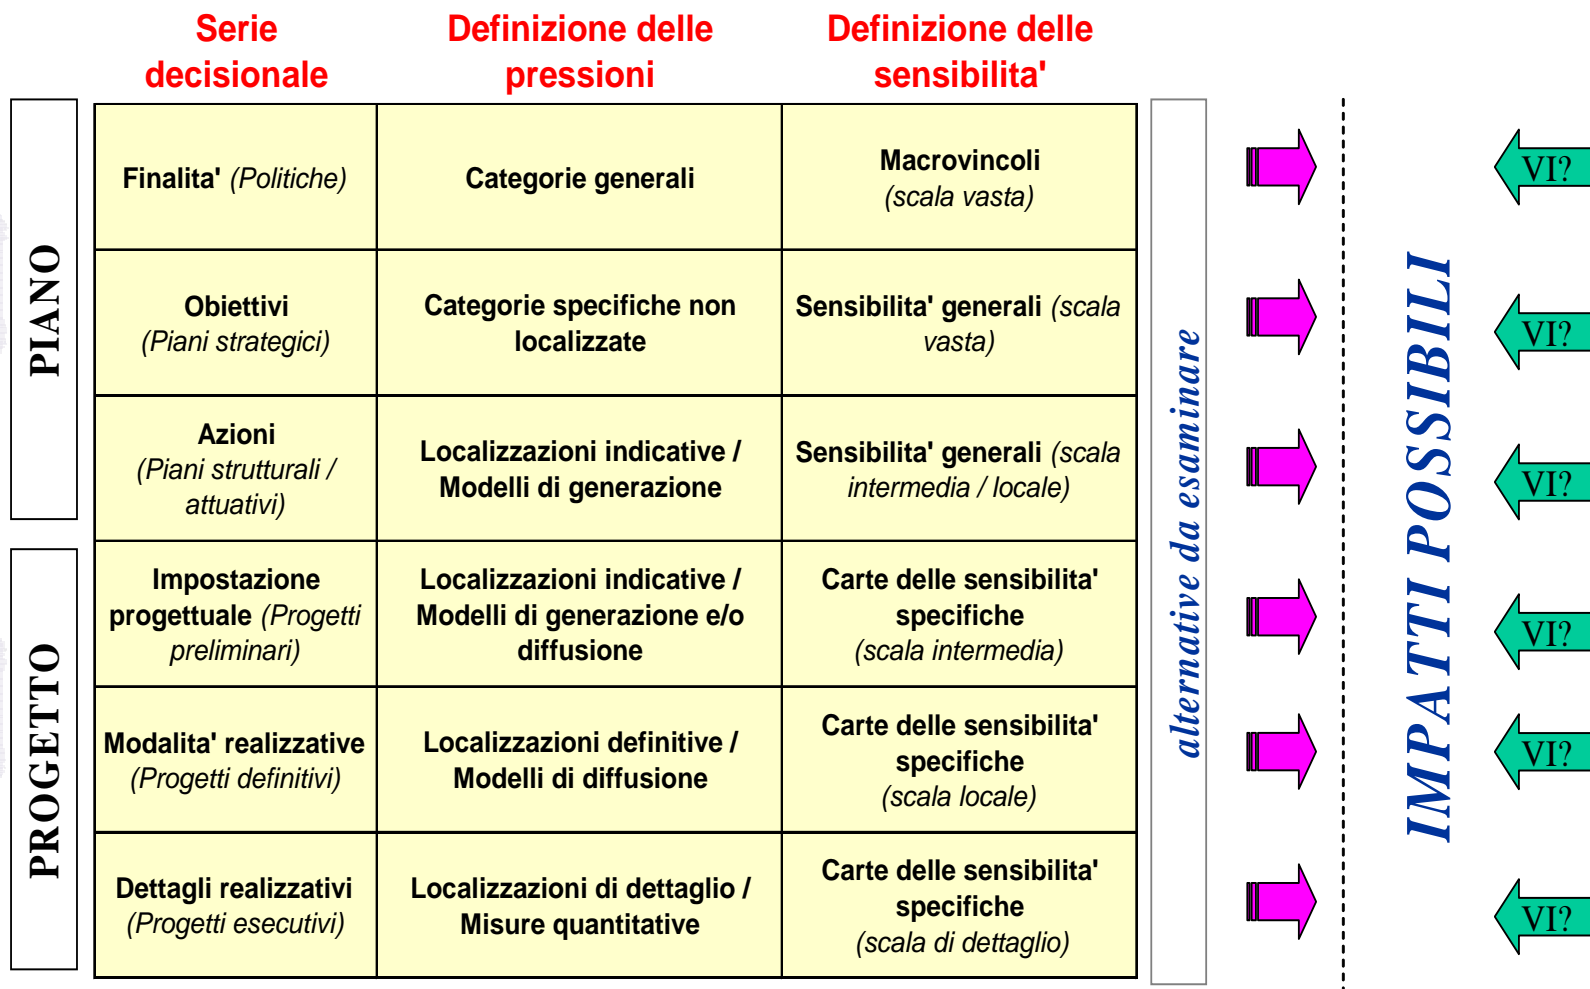 Serie
decisionale
Definizione delle
pressioni
Definizione delle
sensibilita'
PIANO
Finalita' (Politiche)
Categorie generali
Macrovincoli
(scala vasta)
VI?
Obiettivi
(Piani strategici)
Categorie specifiche non
localizzate
Sensibilita' generali (scala
vasta)
VI?
Azioni
(Piani strutturali /
attuativi)
Localizzazioni indicative /
Modelli di generazione
Sensibilita' generali (scala
intermedia / locale)
VI?
PROGETTO
Impostazione
progettuale (Progetti
preliminari)
Localizzazioni indicative /
Modelli di generazione e/o
diffusione
Carte delle sensibilita'
specifiche
(scala intermedia)
VI?
Modalita' realizzative
(Progetti definitivi)
Localizzazioni definitive /
Modelli di diffusione
Carte delle sensibilita'
specifiche
(scala locale)
VI?
Dettagli realizzativi
(Progetti esecutivi)
Localizzazioni di dettaglio /
Misure quantitative
Carte delle sensibilita'
specifiche
(scala di dettaglio)
VI?
alternative da esaminare
IMPATTI POSSIBILI